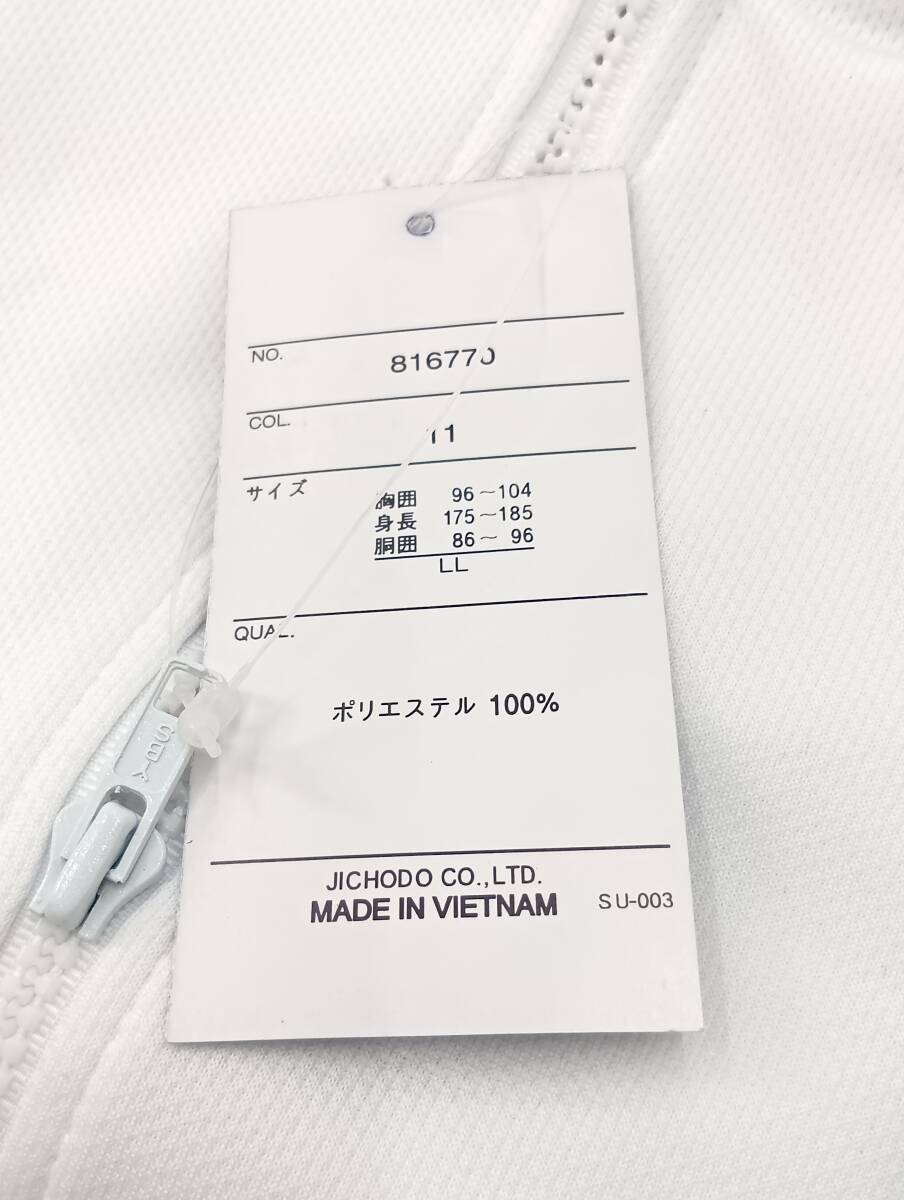 NO.
816770
COL.
11
サイズ
胸囲 96～104
身長 175～185
胴囲 86～ 96
LL
QUAL.
ポリエステル 100%
JICHODO CO.,LTD.
MADE IN VIETNAM
SU-003